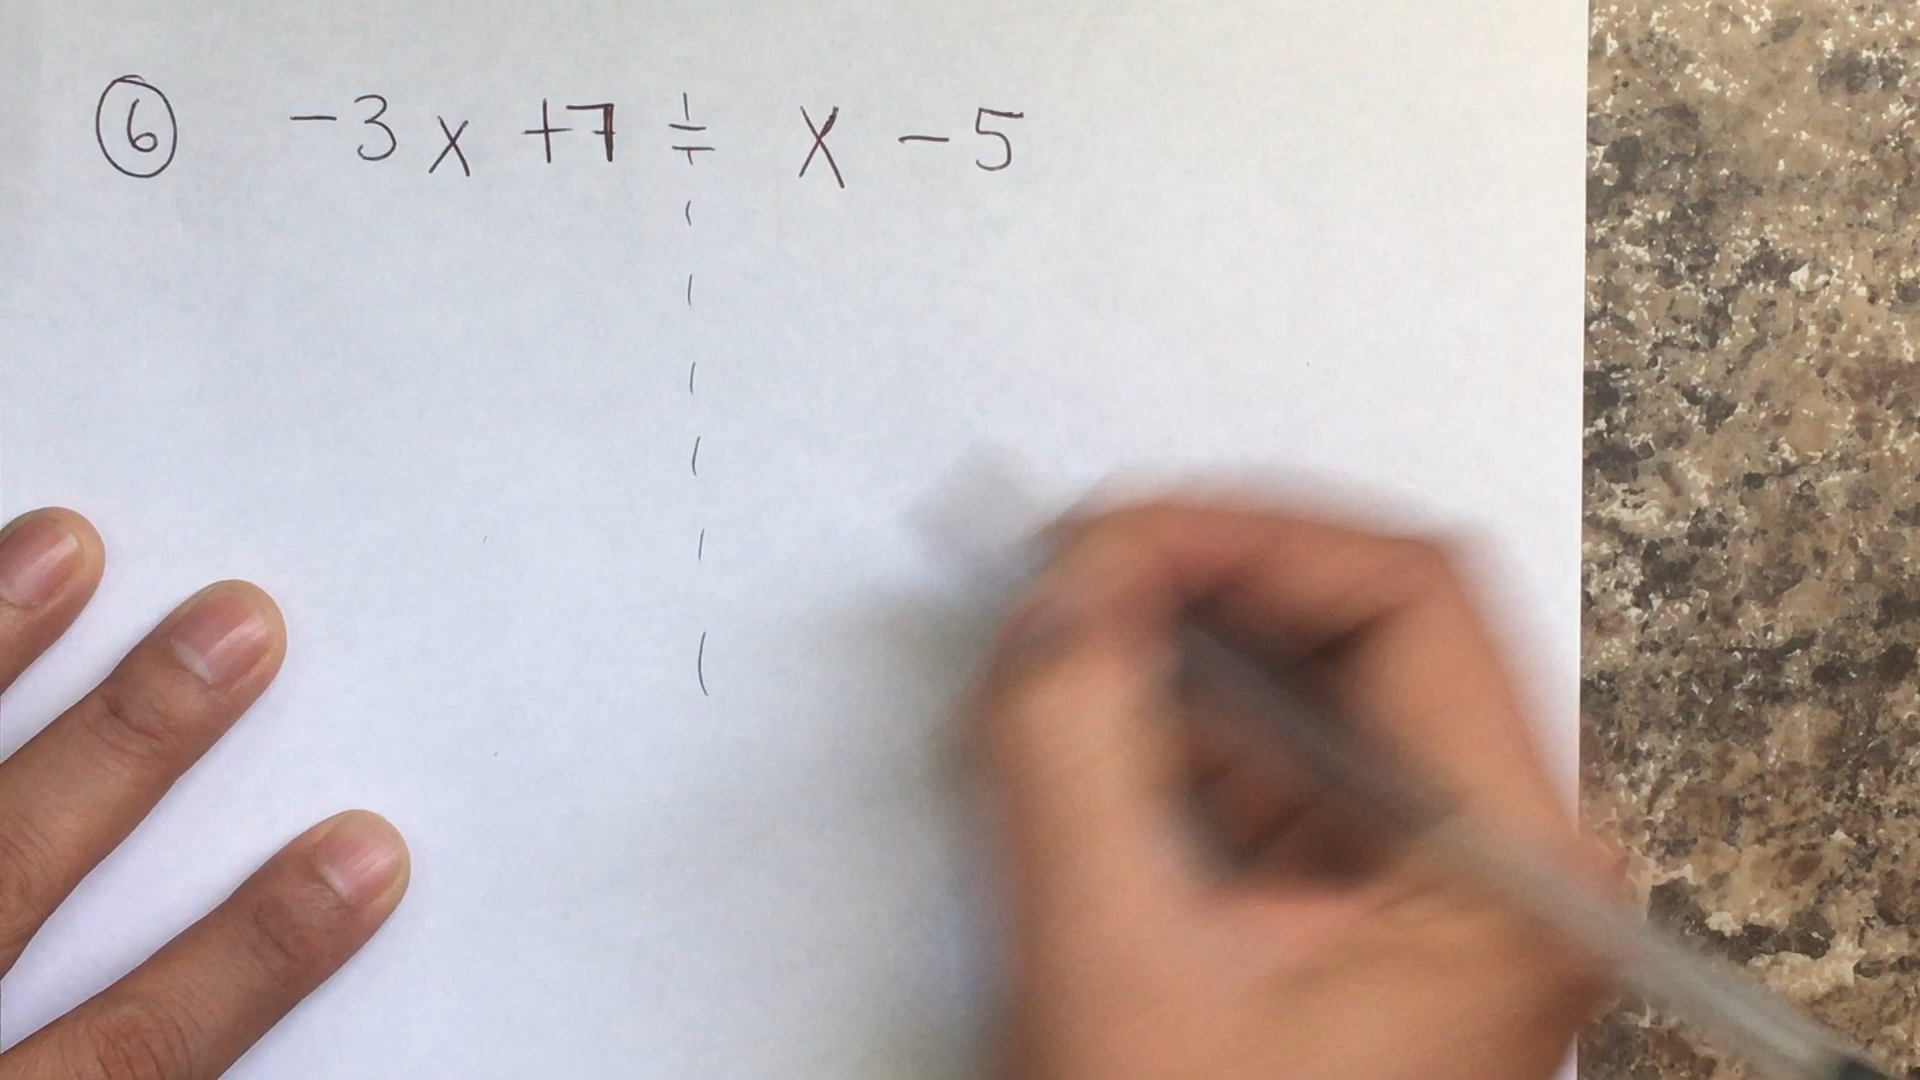 ⑥ -3x +7 = x - 5